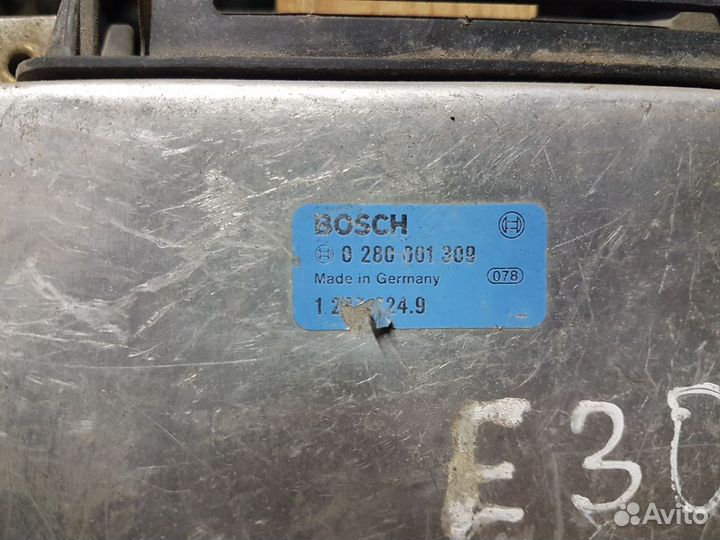 BOSCH
0 280 001 309
Made in Germany
078
E30
Avito